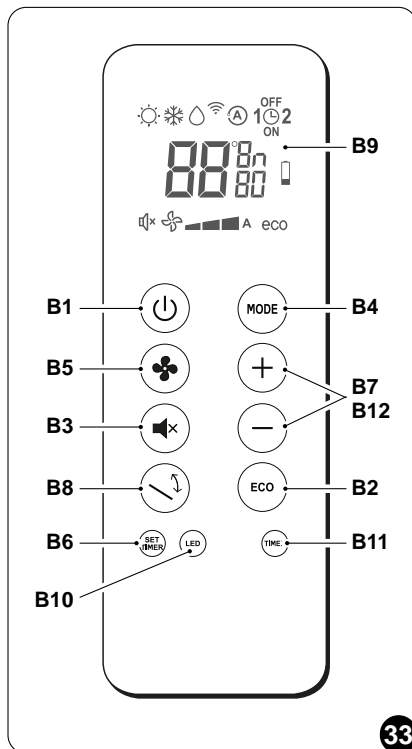 A 1 OFF 2
ON
88°8n
80
A eco
B9
B1
MODE
B4
B5
B7
B12
B3
B8
ECO
B2
B6
SET TIMER
LED
TIME
B11
B10
33